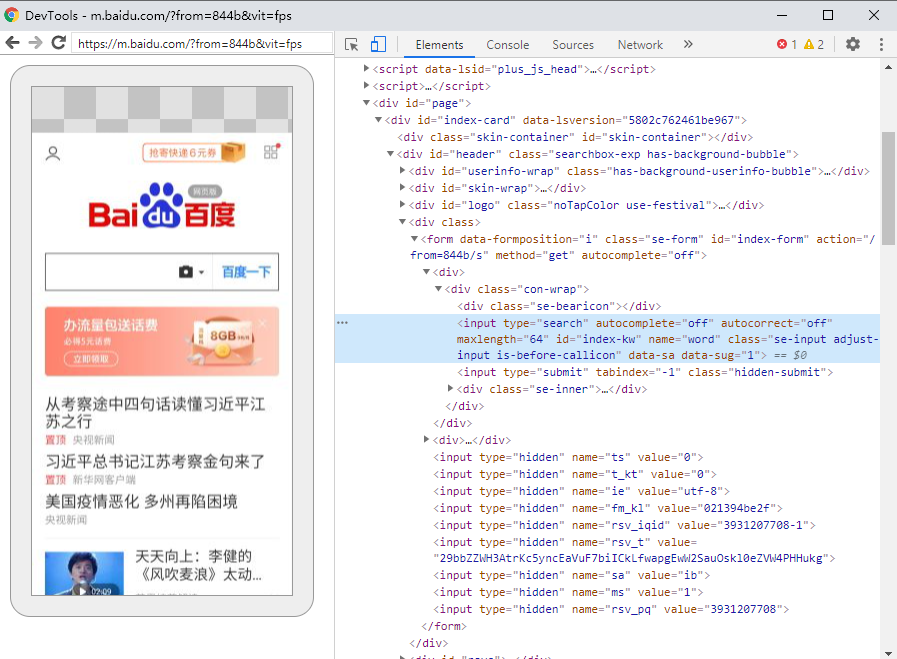 DevTools - m.baidu.com/?from=844b&vit=fps
https://m.baidu.com/?from=844b&vit=fps
Elements Console Sources Network » 1 2
抢寄快递6元券
网页版
Bai du 百度
百度一下
办流量包送话费
必得5元话费
立即领取
8GB
从考察途中四句话读懂习近平江
苏之行
置顶 央视新闻
习近平总书记江苏考察金句来了
置顶 新华网客户端
美国疫情恶化 多州再陷困境
央视新闻
天天向上：李健的
《风吹麦浪》太动...
02:09
<script data-lsid="plus_js_head">…</script>
<script>…</script>
<div id="page">
<div id="index-card" data-lsversion="5802c762461be967">
<div class="skin-container" id="skin-container"></div>
<div id="header" class="searchbox-exp has-background-bubble">
<div id="userinfo-wrap" class="has-background-userinfo-bubble">…</div>
<div id="skin-wrap">…</div>
<div id="logo" class="noTapColor use-festival">…</div>
<div class>
<form data-formposition="i" class="se-form" id="index-form" action="/
from=844b/s" method="get" autocomplete="off">
<div>
<div class="con-wrap">
<div class="se-bearicon"></div>
<input type="search" autocomplete="off" autocorrect="off"
maxlength="64" id="index-kw" name="word" class="se-input adjust-
input is-before-callicon" data-sa data-sug="1"> == $0
<input type="submit" tabindex="-1" class="hidden-submit">
<div class="se-inner">…</div>
</div>
</div>
<div>…</div>
<input type="hidden" name="ts" value="0">
<input type="hidden" name="t_kt" value="0">
<input type="hidden" name="ie" value="utf-8">
<input type="hidden" name="fm_kl" value="021394be2f">
<input type="hidden" name="rsv_iqid" value="3931207708-1">
<input type="hidden" name="rsv_t" value=
"29bbZZWH3AtrKc5yncEaVuF7biICkLfwapgEwW2SauOskl0eZVW4PHHukg">
<input type="hidden" name="sa" value="ib">
<input type="hidden" name="ms" value="1">
<input type="hidden" name="rsv_pq" value="3931207708">
</form>
</div>